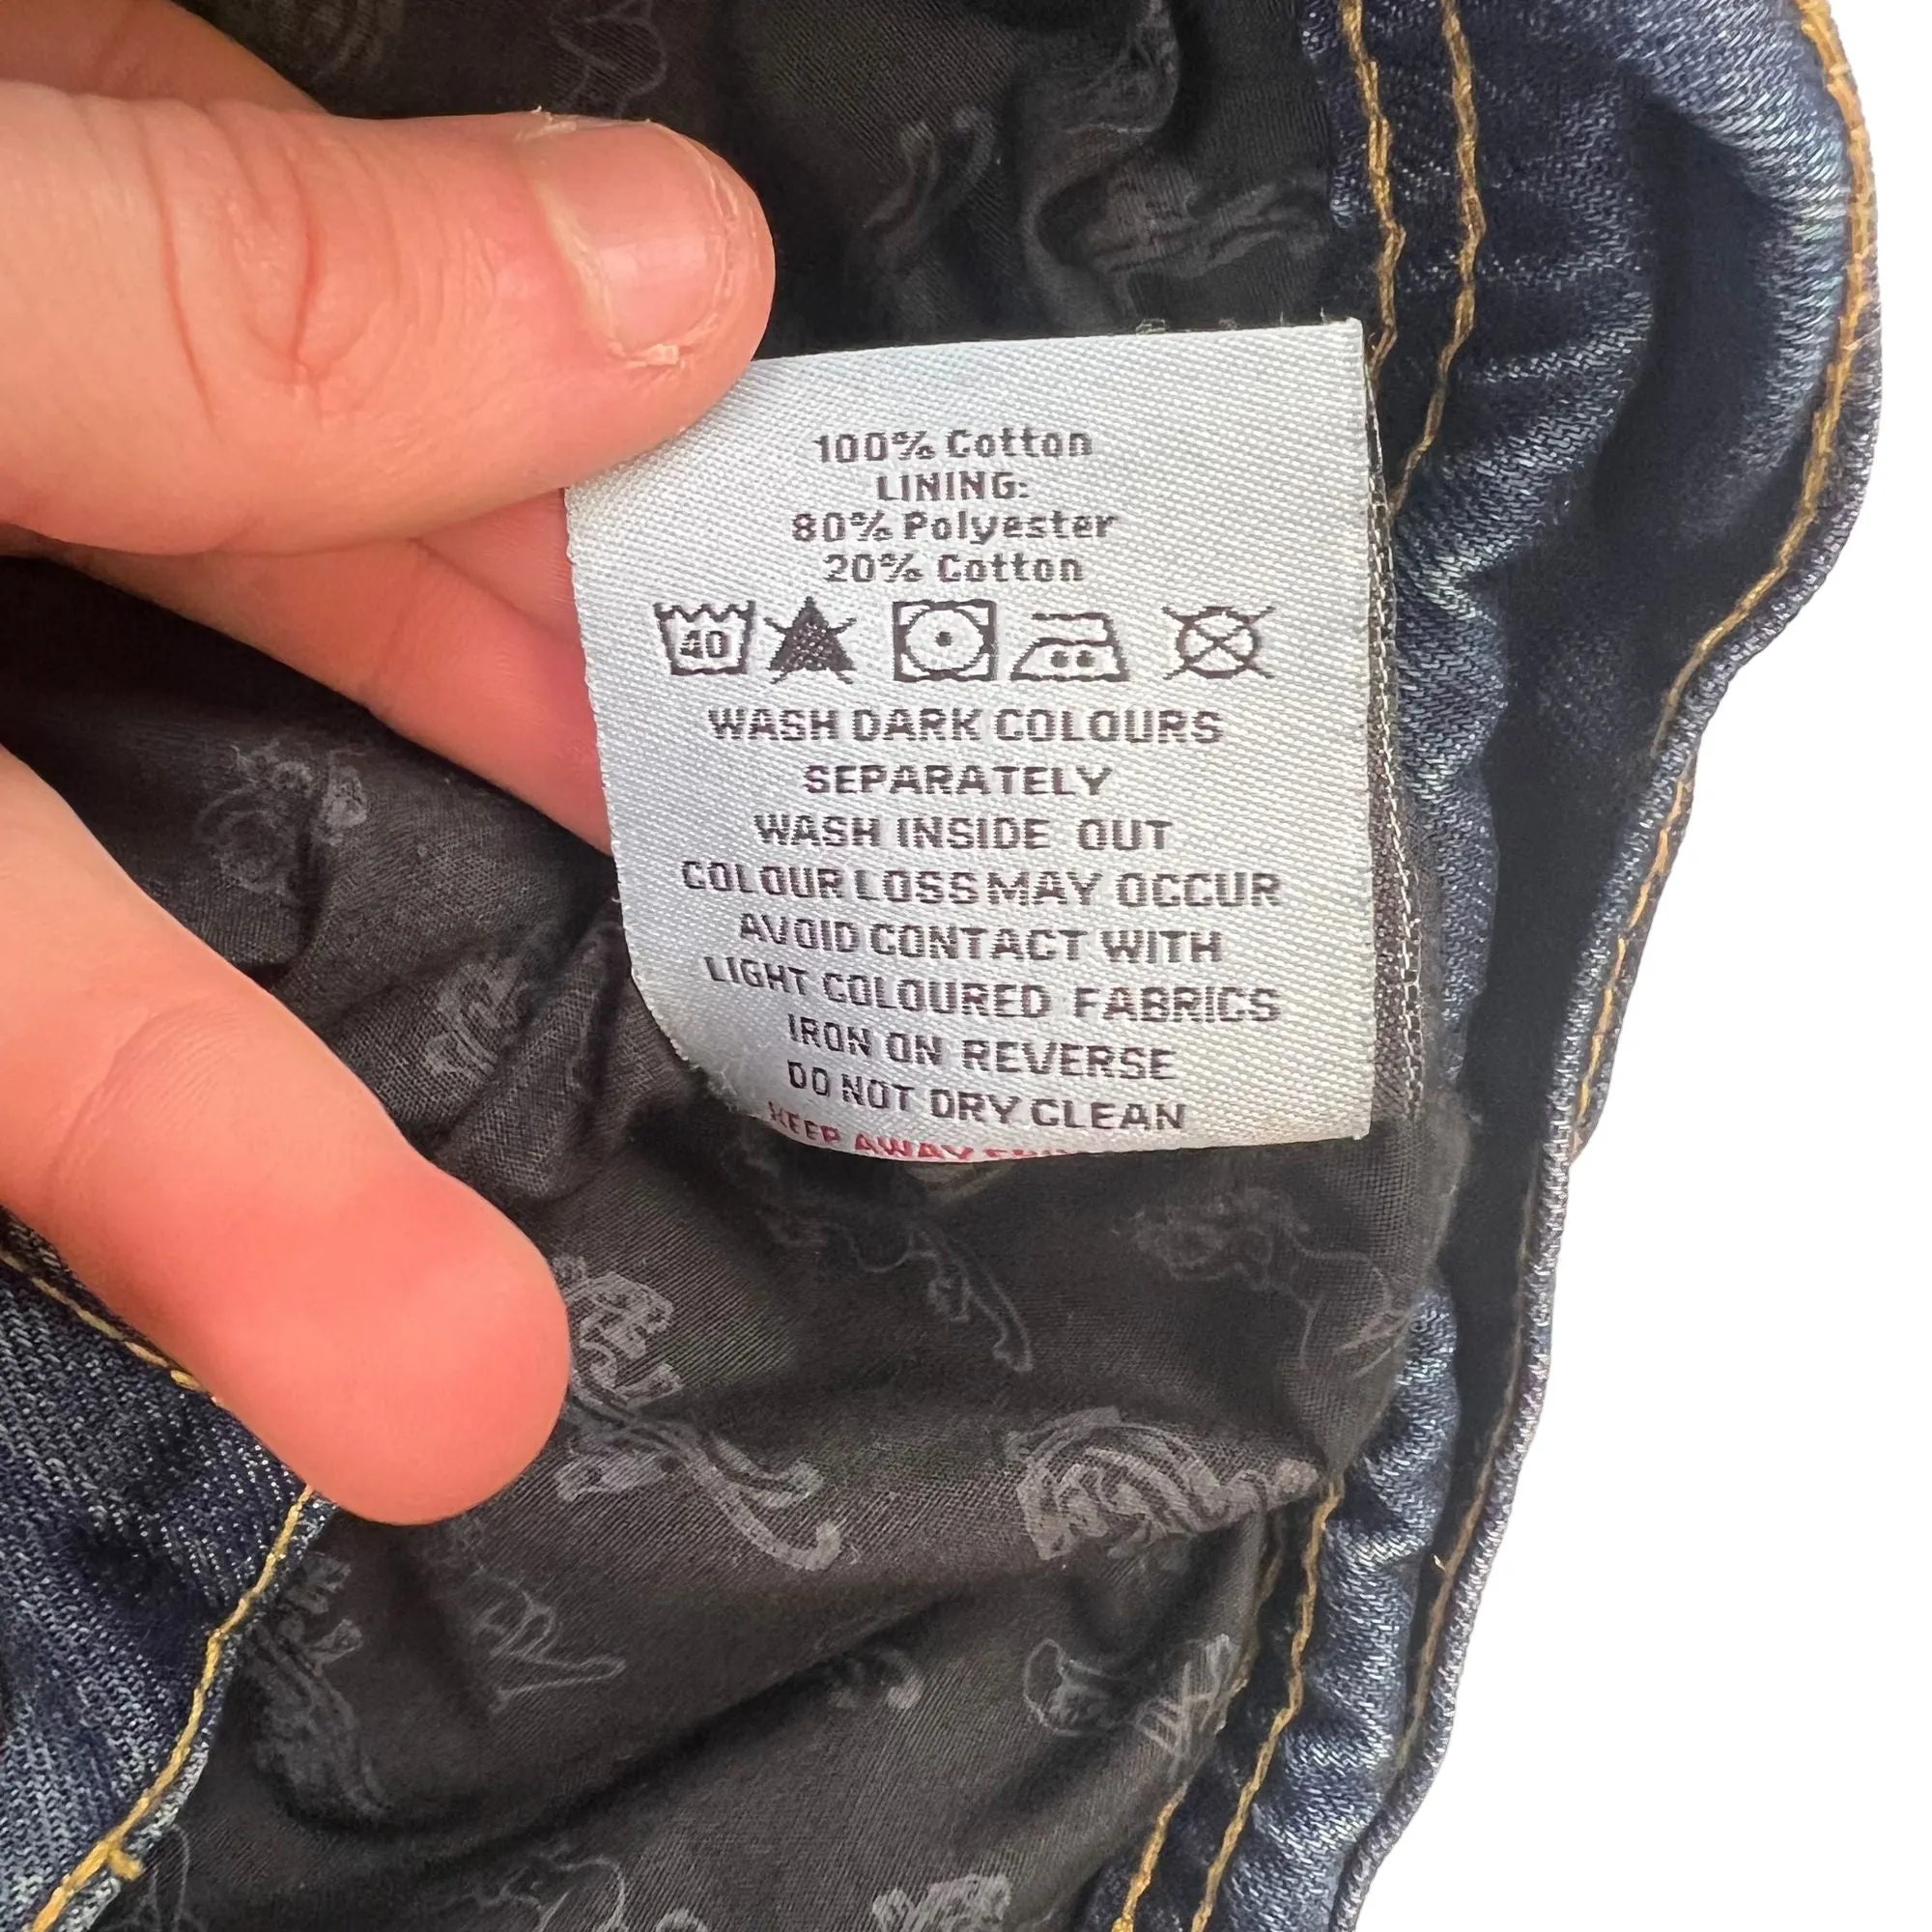 100% Cotton
LINING:
80% Polyester
20% Cotton
40
WASH DARK COLOURS
SEPARATELY
WASH INSIDE OUT
COLOUR LOSS MAY OCCUR
AVOID CONTACT WITH
LIGHT COLOURED FABRICS
IRON ON REVERSE
DO NOT DRY CLEAN
KEEP AWAY